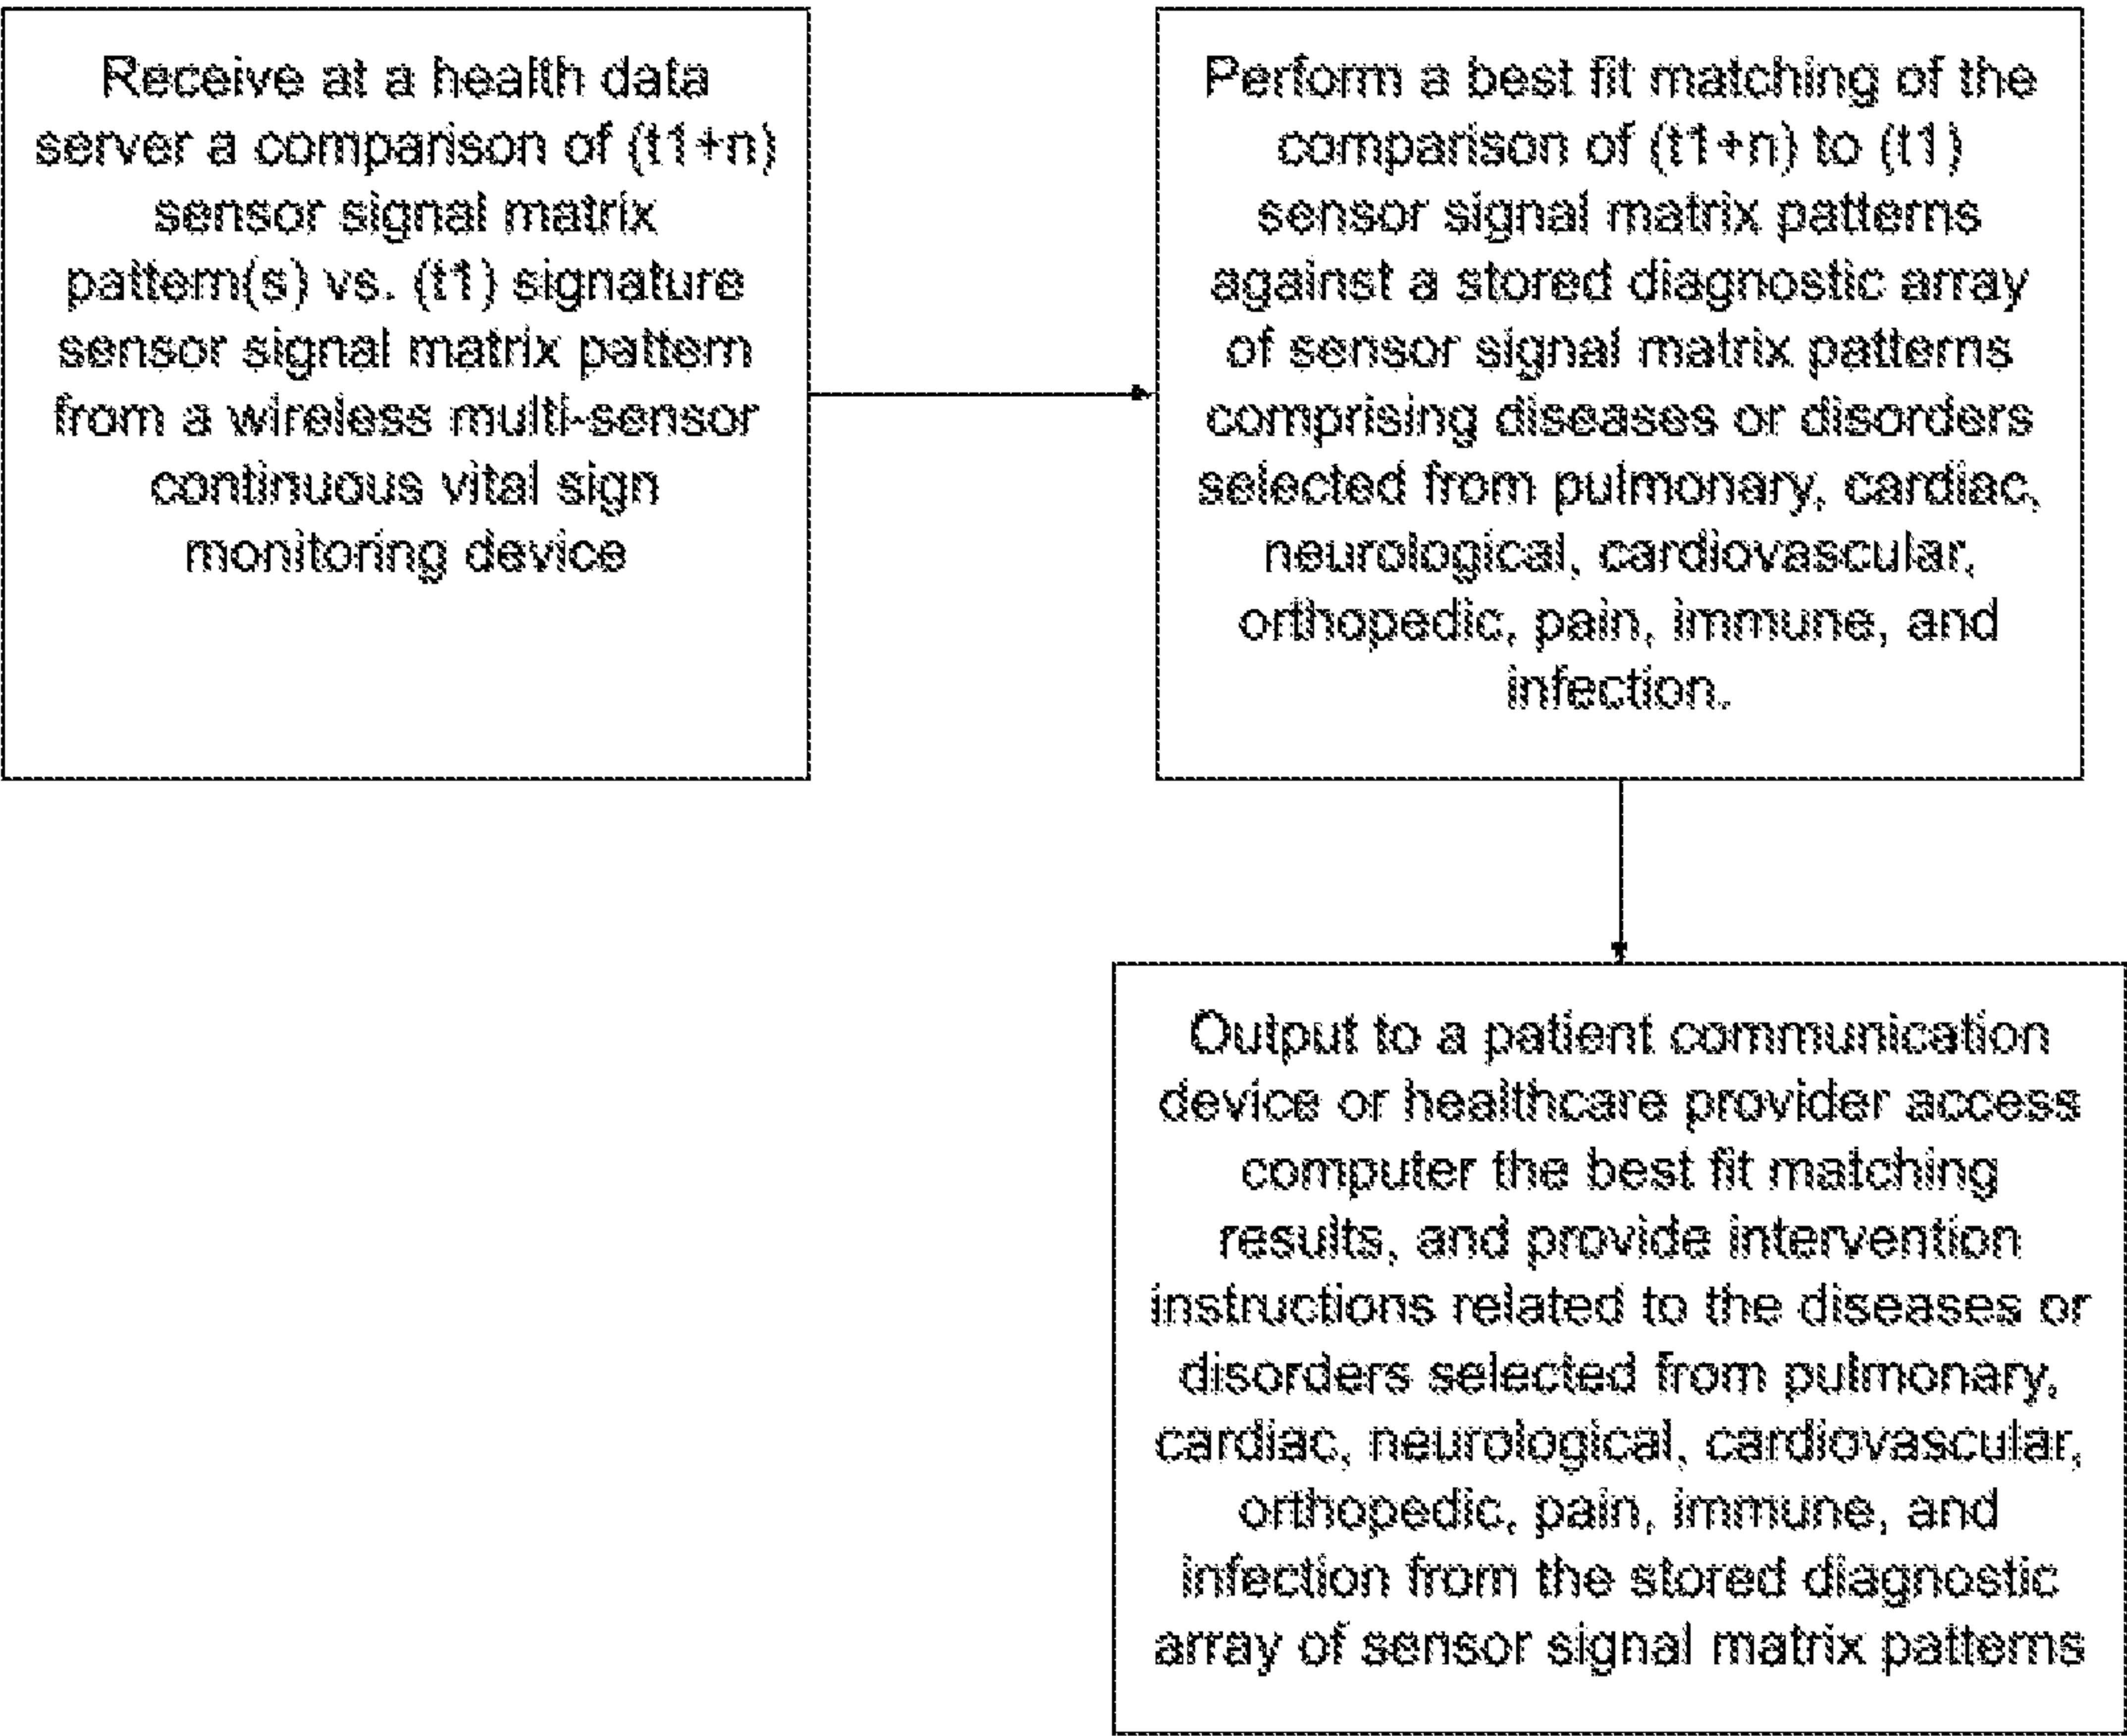 Receive at a health data
server a comparison of (t1+n)
sensor signal matrix
pattern(s) vs. (t1) signature
sensor signal matrix pattern
from a wireless multi-sensor
continuous vital sign
monitoring device
Perform a best fit matching of the
comparison of (t1+n) to (t1)
sensor signal matrix patterns
against a stored diagnostic array
of sensor signal matrix patterns
comprising diseases or disorders
selected from pulmonary, cardiac,
neurological, cardiovascular,
orthopedic, pain, immune, and
infection.
Output to a patient communication
device or healthcare provider access
computer the best fit matching
results, and provide intervention
instructions related to the diseases or
disorders selected from pulmonary,
cardiac, neurological, cardiovascular,
orthopedic, pain, immune, and
infection from the stored diagnostic
array of sensor signal matrix patterns